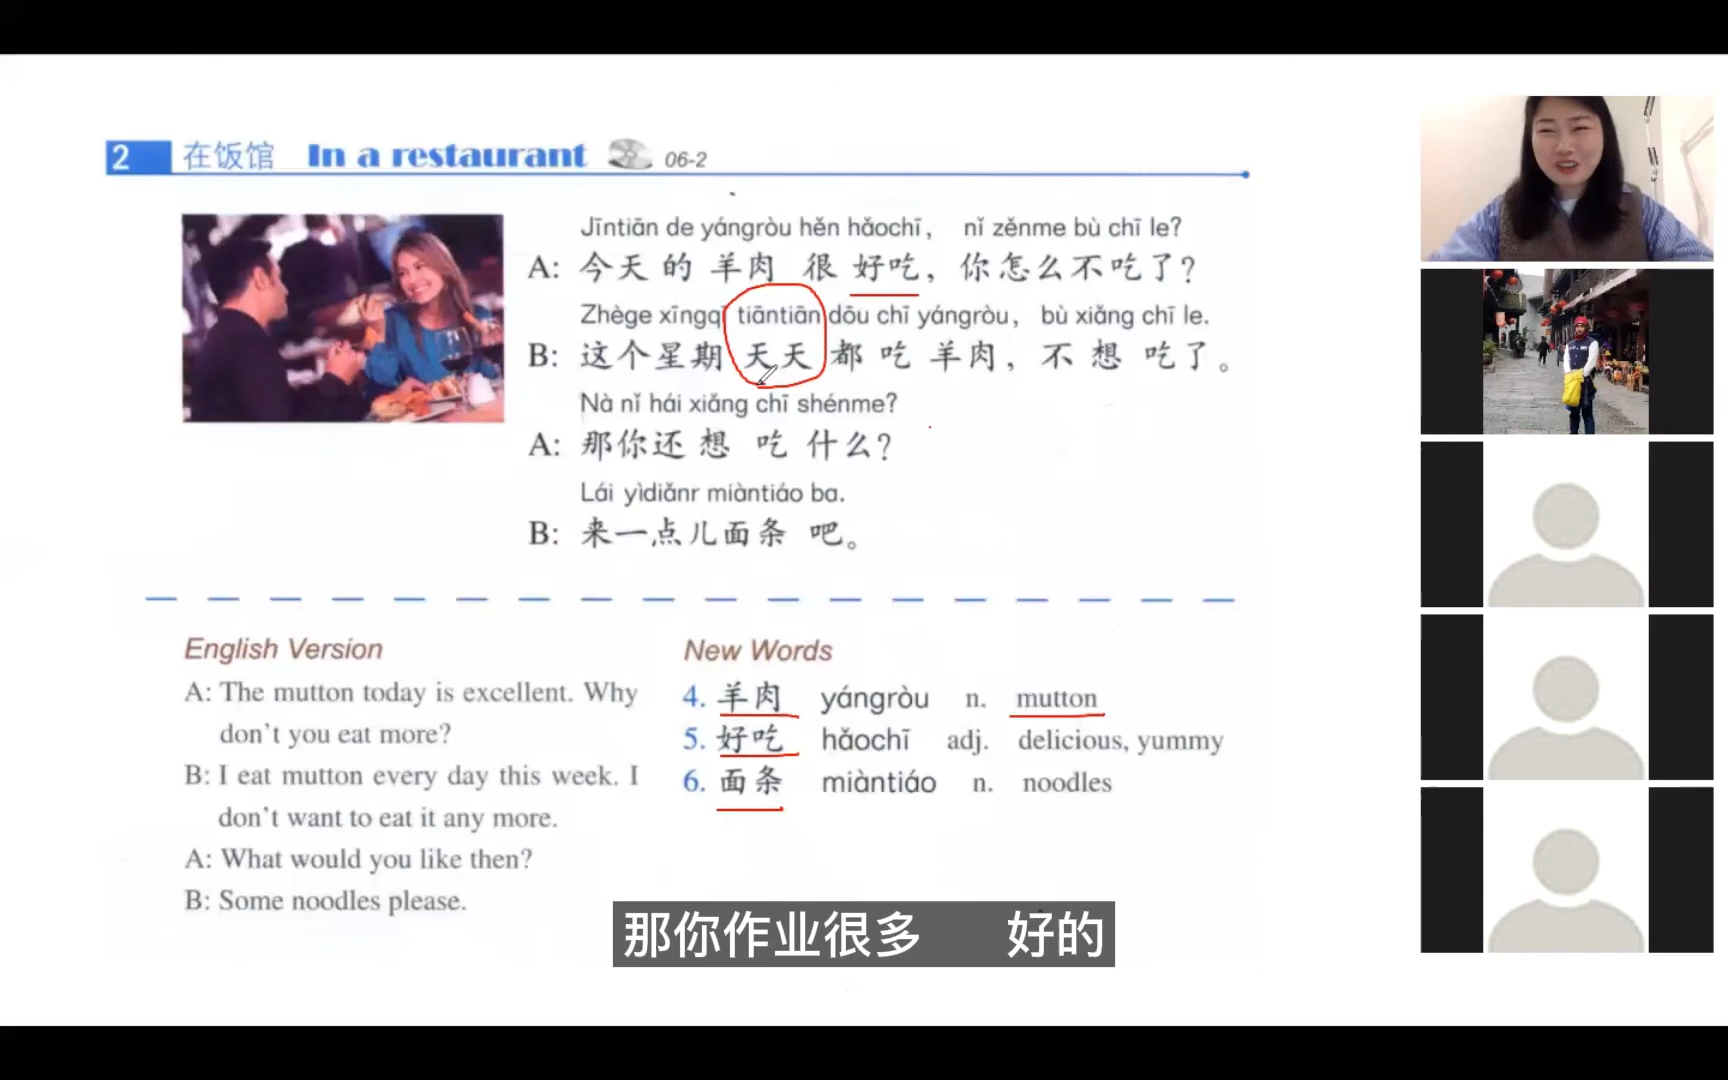 2 在饭馆 In a restaurant 06-2
Jīntiān de yángròu hěn hǎochī, nǐ zěnme bù chī le?
A: 今天的羊肉很好吃，你怎么不吃了？
Zhège xīngqī tiāntiān dōu chī yángròu, bù xiǎng chī le.
B: 这个星期天天都吃羊肉，不想吃了。
Nà nǐ hái xiǎng chī shénme?
A: 那你还想吃什么？
Lái yìdiǎnr miàntiáo ba.
B: 来一点儿面条吧。
English Version
A: The mutton today is excellent. Why
don't you eat more?
B: I eat mutton every day this week. I
don't want to eat it any more.
A: What would you like then?
B: Some noodles please.
New Words
4. 羊肉 yángròu n. mutton
5. 好吃 hǎochī adj. delicious, yummy
6. 面条 miàntiáo n. noodles
那你作业很多 好的